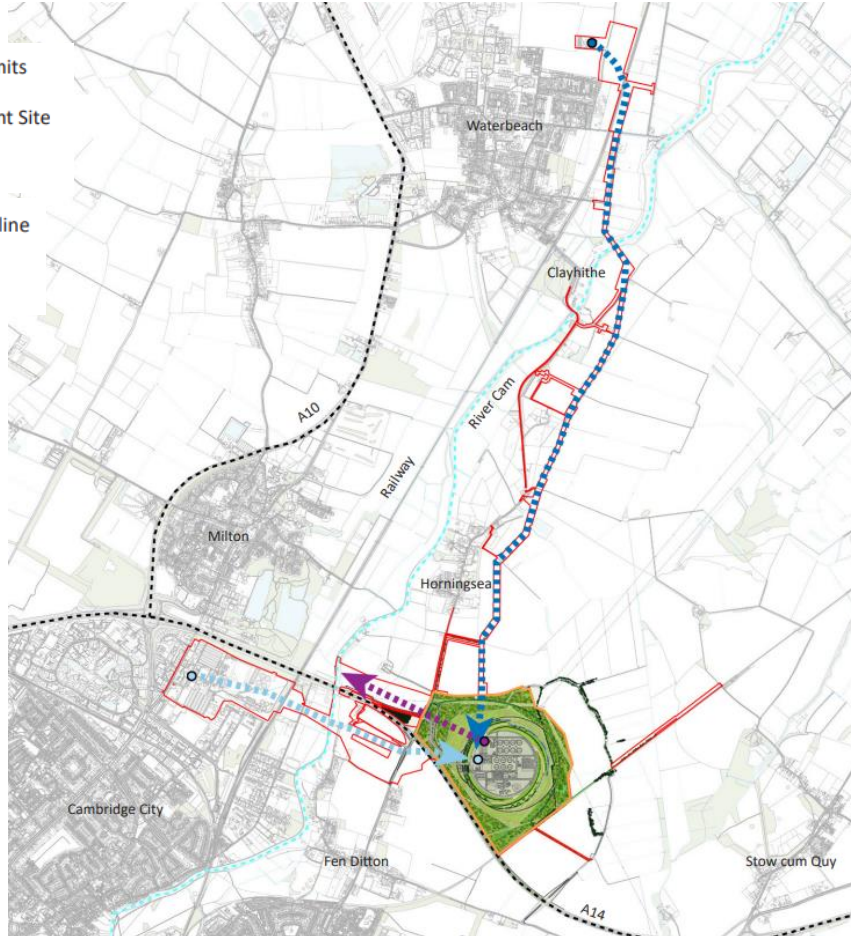 nits
nt Site
line
Waterbeach
Clayhithe
River Cam
A10
Railway
Milton
Horningsea
Cambridge City
Fen Ditton
Stow cum Quy
A14